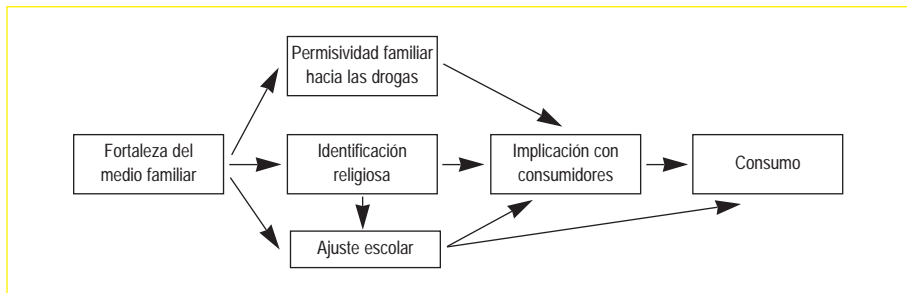 Permisividad familiar
hacia las drogas
Fortaleza del
medio familiar
Identificación
religiosa
Implicación con
consumidores
Consumo
Ajuste escolar